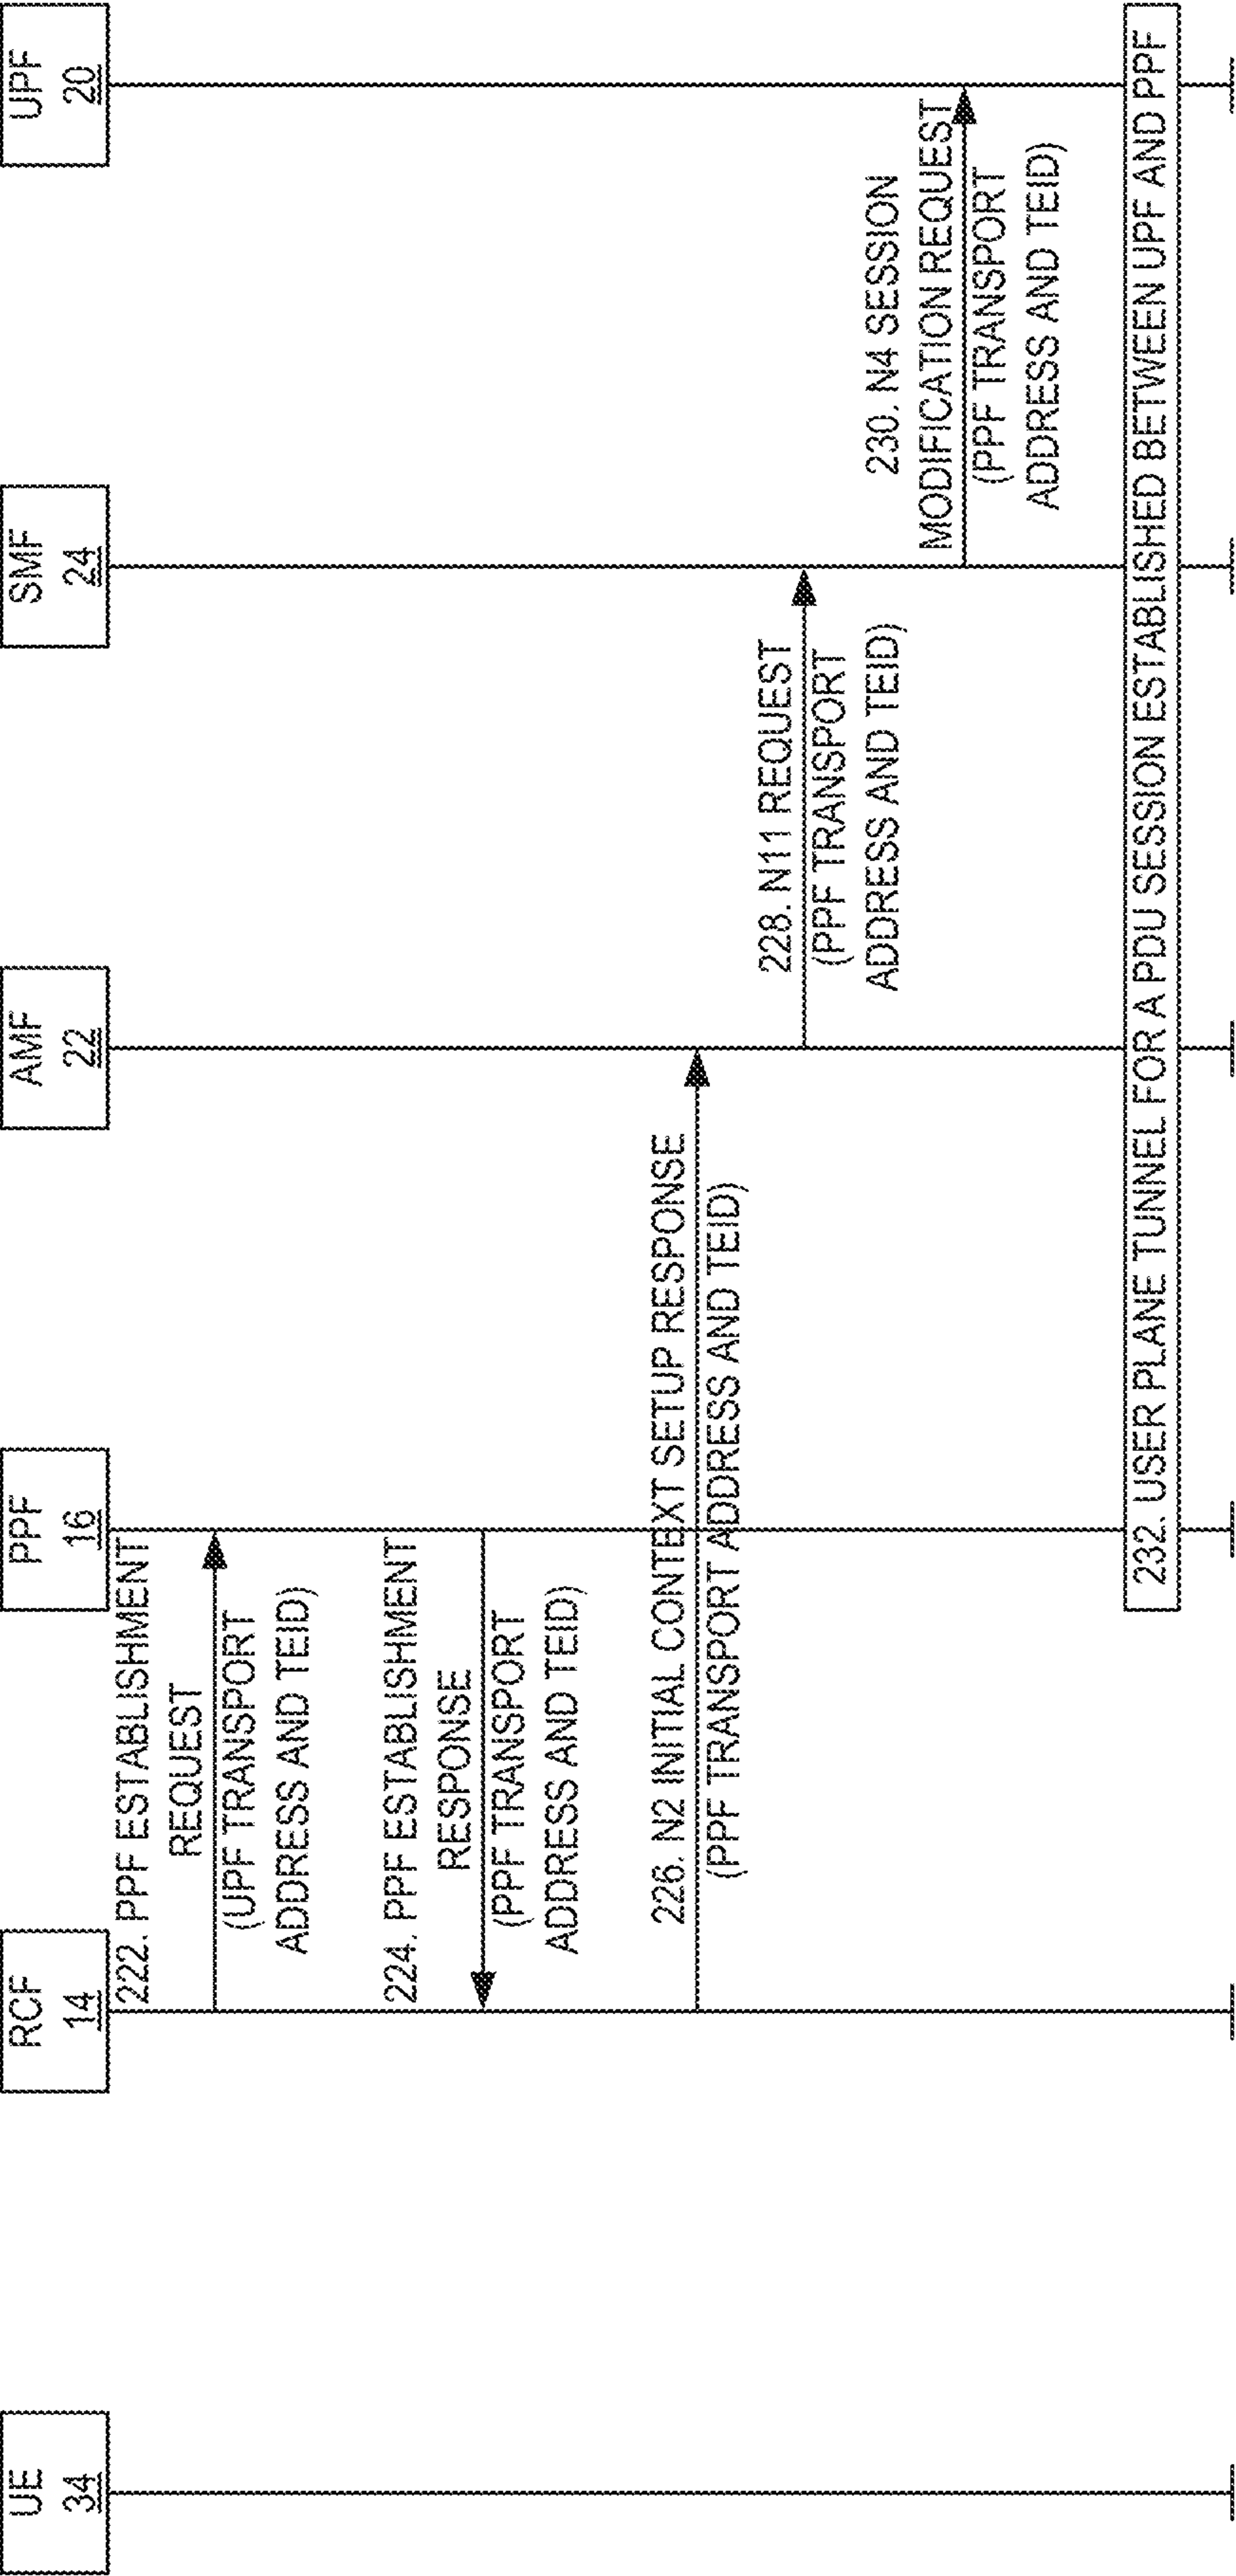 UE
34
RCF
14
PPF
16
AMF
22
SMF
24
UPF
20
222. PPF ESTABLISHMENT
REQUEST
(UPF TRANSPORT
ADDRESS AND TEID)
224. PPF ESTABLISHMENT
RESPONSE
(PPF TRANSPORT
ADDRESS AND TEID)
226. N2 INITIAL CONTEXT SETUP RESPONSE
(PPF TRANSPORT ADDRESS AND TEID)
228. N11 REQUEST
(PPF TRANSPORT
ADDRESS AND TEID)
230. N4 SESSION
MODIFICATION REQUEST
(PPF TRANSPORT
ADDRESS AND TEID)
232. USER PLANE TUNNEL FOR A PDU SESSION ESTABLISHED BETWEEN UPF AND PPF